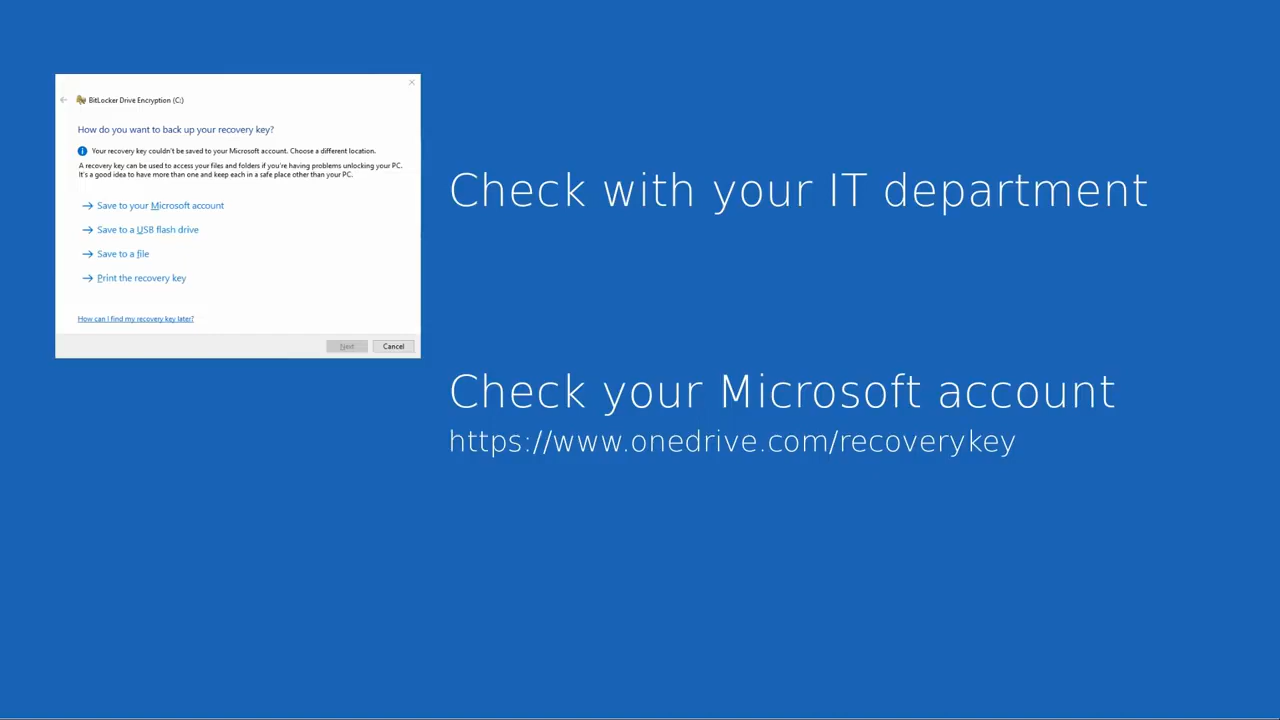 BitLocker Drive Encryption (C:)
How do you want to back up your recovery key?
Your recovery key couldn't be saved to your Microsoft account. Choose a different location.
A recovery key can be used to access your files and folders if you're having problems unlocking your PC.
It's a good idea to have more than one and keep each in a safe place other than your PC.
Save to your Microsoft account
Save to a USB flash drive
Save to a file
Print the recovery key
How can I find my recovery key later?
Next Cancel
Check with your IT department
Check your Microsoft account
https://www.onedrive.com/recoverykey